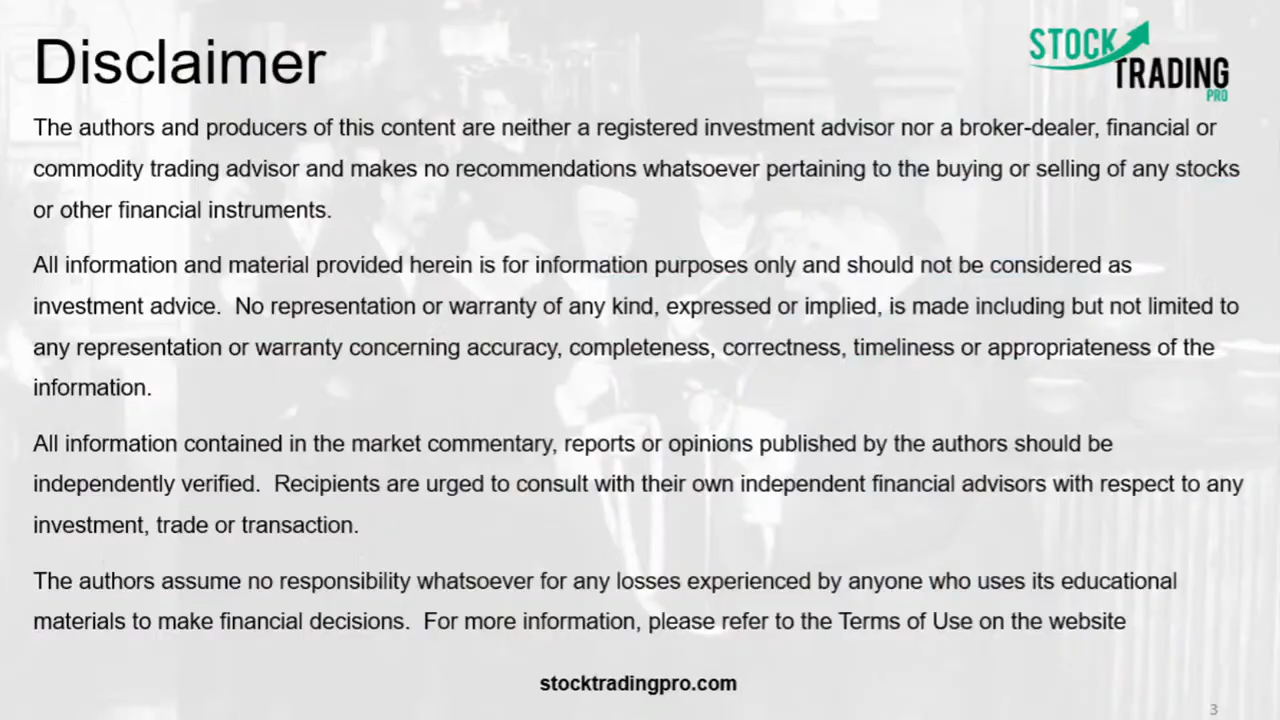 Disclaimer
STOCK
TRADING
PRO
The authors and producers of this content are neither a registered investment advisor nor a broker-dealer, financial or
commodity trading advisor and makes no recommendations whatsoever pertaining to the buying or selling of any stocks
or other financial instruments.
All information and material provided herein is for information purposes only and should not be considered as
investment advice.  No representation or warranty of any kind, expressed or implied, is made including but not limited to
any representation or warranty concerning accuracy, completeness, correctness, timeliness or appropriateness of the
information.
All information contained in the market commentary, reports or opinions published by the authors should be
independently verified.  Recipients are urged to consult with their own independent financial advisors with respect to any
investment, trade or transaction.
The authors assume no responsibility whatsoever for any losses experienced by anyone who uses its educational
materials to make financial decisions.  For more information, please refer to the Terms of Use on the website
stocktradingpro.com
3